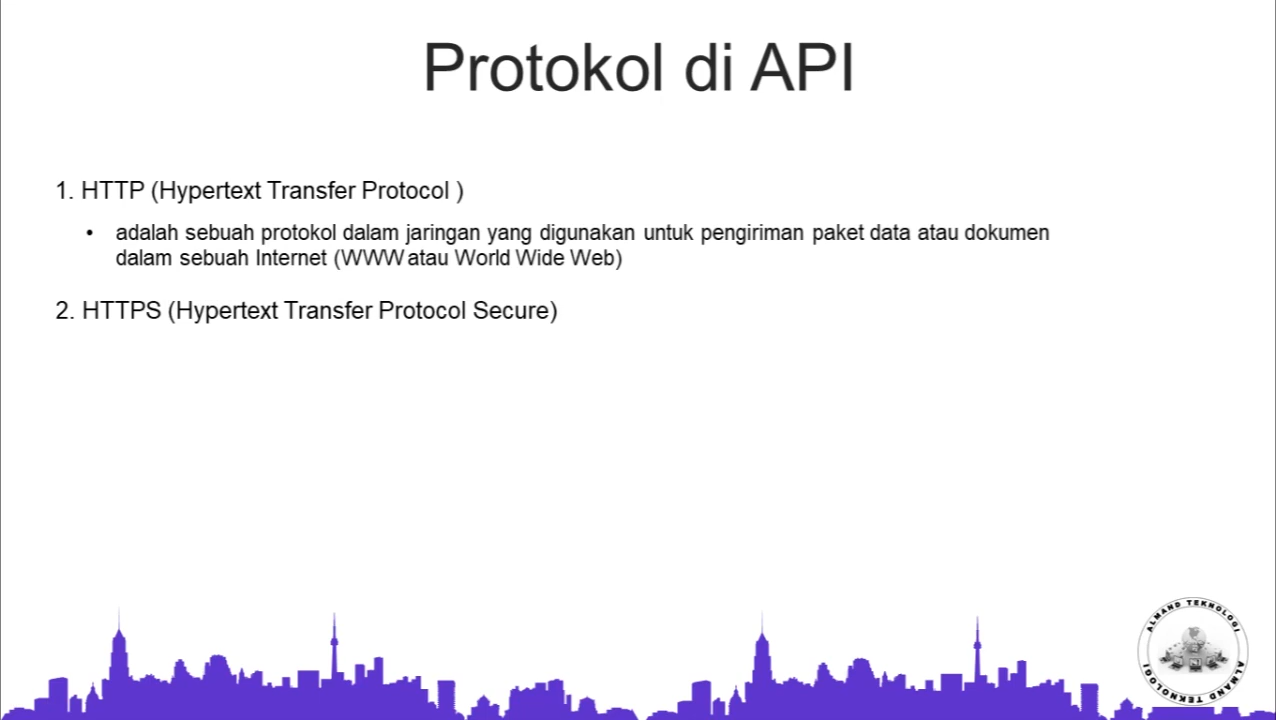 Protokol di API
1. HTTP (Hypertext Transfer Protocol )
• adalah sebuah protokol dalam jaringan yang digunakan untuk pengiriman paket data atau dokumen
dalam sebuah Internet (WWW atau World Wide Web)
2. HTTPS (Hypertext Transfer Protocol Secure)
ALMAND TEKNOLOGI
ALMAND TEKNOLOGI